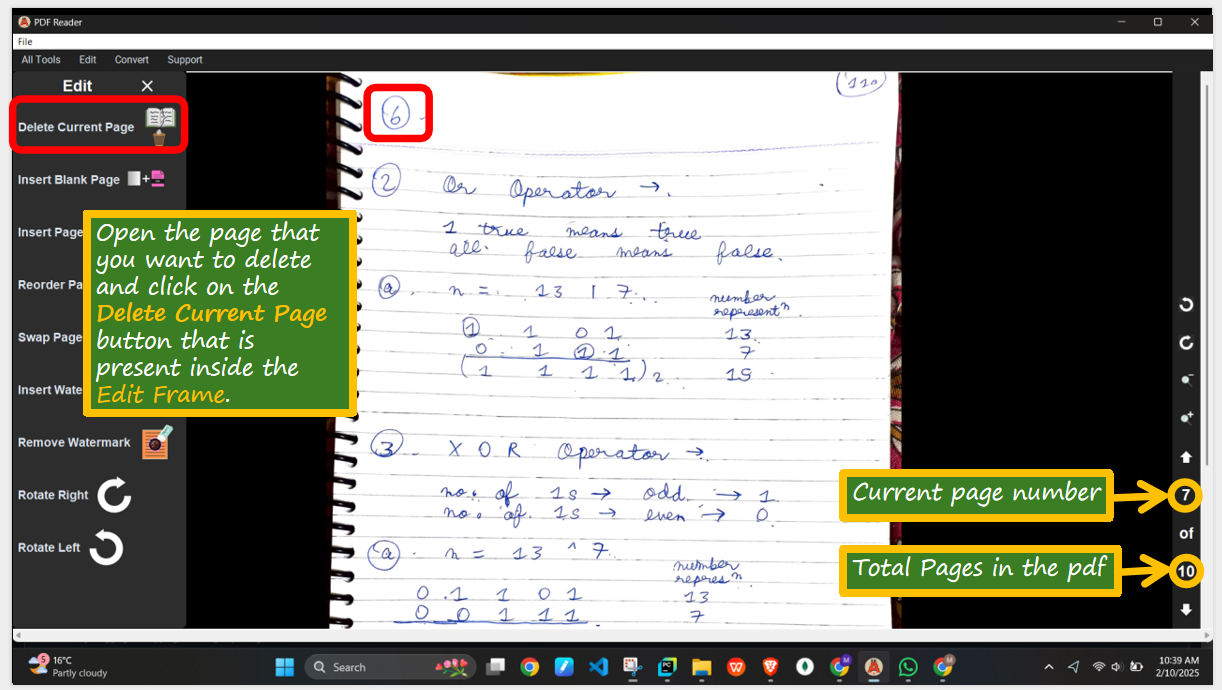 PDF Reader
File
All Tools Edit Convert Support
Edit
Delete Current Page
Insert Blank Page
Insert Page
Reorder Pa
Swap Page
Insert Wate
Remove Watermark
Rotate Right
Rotate Left
Open the page that
you want to delete
and click on the
Delete Current Page
button that is
present inside the
Edit Frame.
6
(110)
2 Or Operator →.
1 true means true
all false means false.
a. n = 13 | 7.
number
represent^n.
1 1 0 1 13
0 1 1 1 7
(1 1 1 1)2 15
3. X O R Operator →
no. of 1s → odd → 1
no. of 1s → even → 0
a. n = 13 ^ 7
number
repres^n.
0 1 1 0 1 13
0 0 1 1 1 7
Current page number
7
of
Total Pages in the pdf
10
5
16°C
Partly cloudy
Search
10:39 AM
2/10/2025